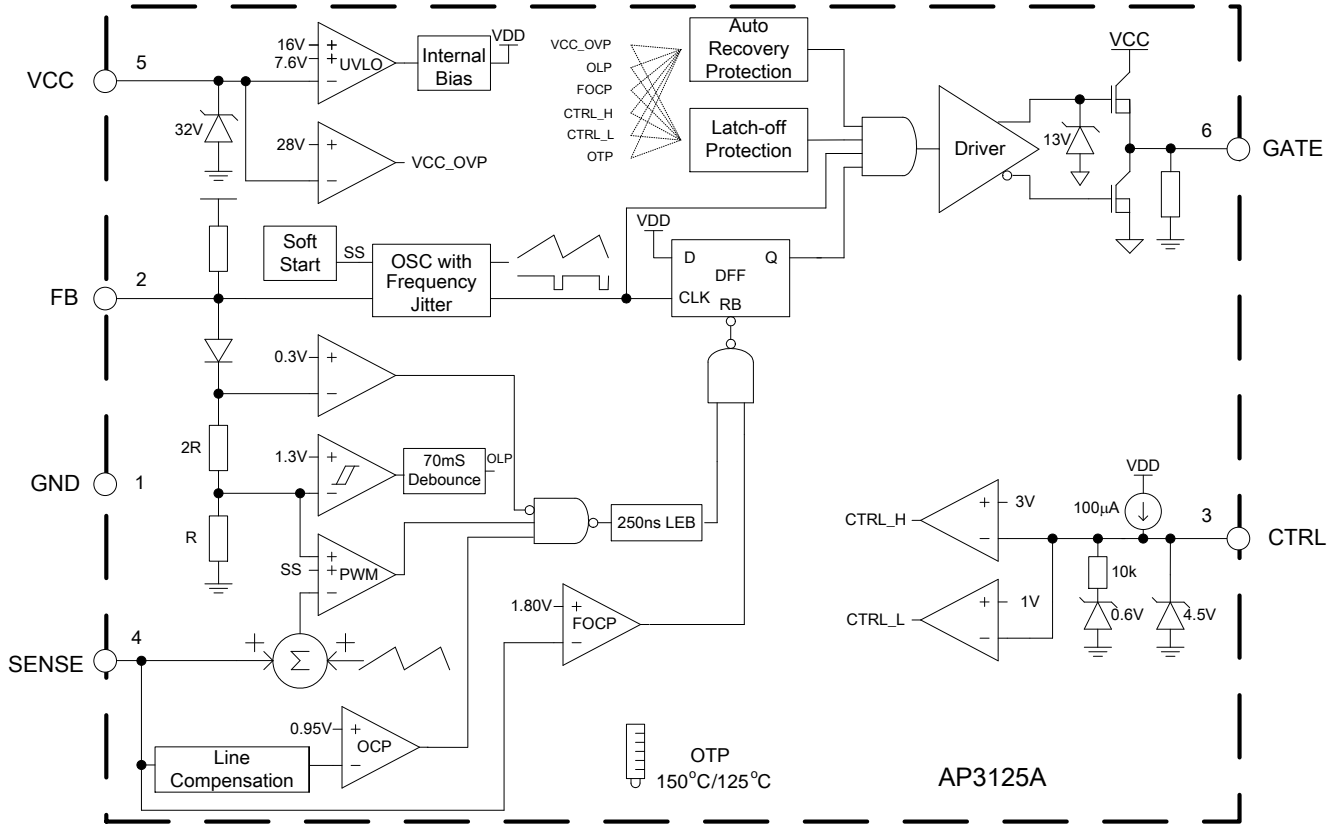 VCC
5
32V
16V
7.6V
+
+
−
UVLO
Internal
Bias
VDD
28V
+
−
VCC_OVP
VCC_OVP
OLP
FOCP
CTRL_H
CTRL_L
OTP
Auto
Recovery
Protection
Latch-off
Protection
Driver
13V
VCC
6
GATE
FB
2
Soft
Start
SS
OSC with
Frequency
Jitter
VDD
D
Q
DFF
CLK
RB
0.3V
+
−
2R
R
GND
1
1.3V
+
−
70mS
Debounce
OLP
SS
+
+
−
PWM
250ns LEB
SENSE
4
+
Σ
+
1.80V
+
−
FOCP
0.95V
+
−
OCP
Line
Compensation
CTRL_H
+
−
3V
CTRL_L
+
−
1V
VDD
100μA
10k
0.6V
4.5V
3
CTRL
OTP
150°C/125°C
AP3125A